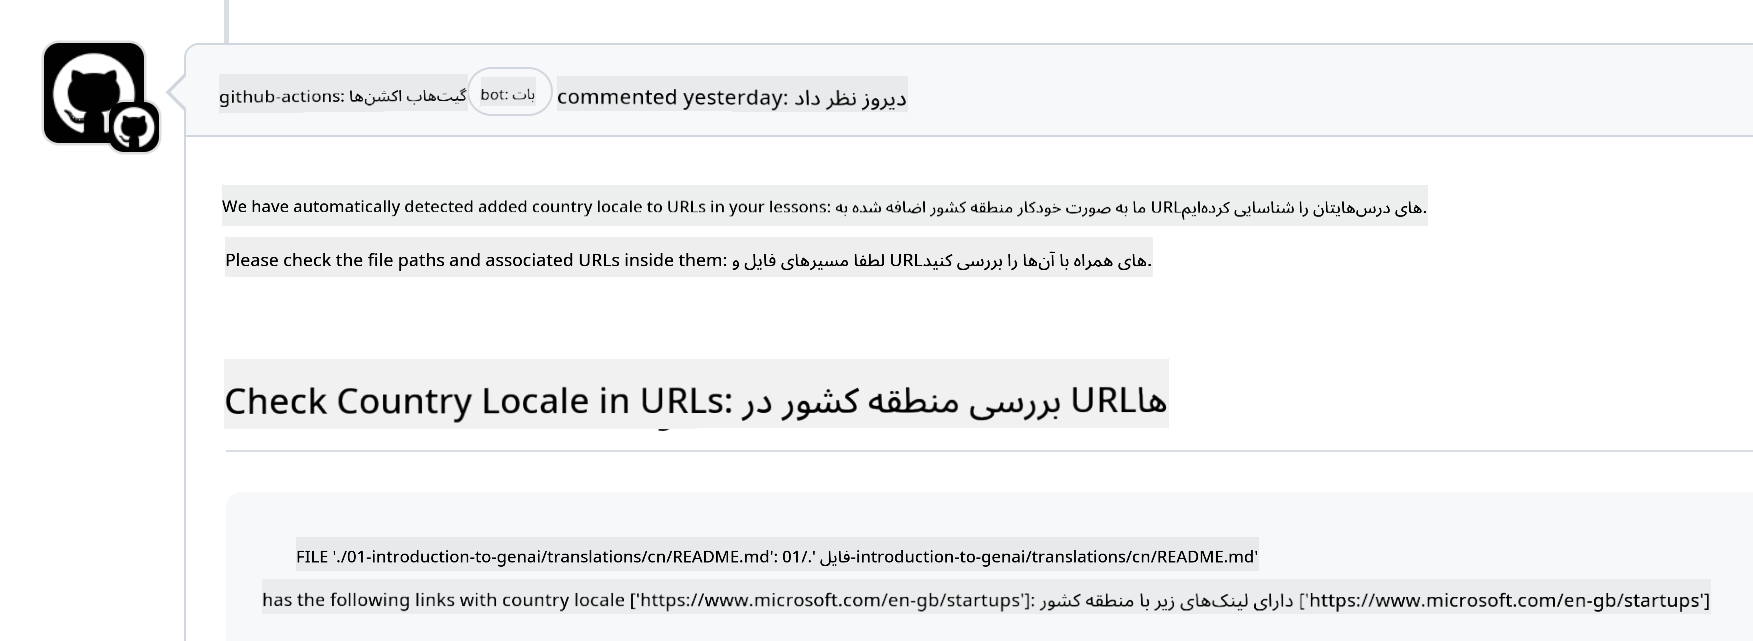 github-actions: گیت‌هاب اکشن‌ها bot: بات commented yesterday: دیروز نظر داد
We have automatically detected added country locale to URLs in your lessons: ما به صورت خودکار منطقه کشور اضافه شده به URLهای درس‌هایتان را شناسایی کرده‌ایم.
Please check the file paths and associated URLs inside them: لطفا مسیرهای فایل و URLهای همراه با آن‌ها را بررسی کنید.
Check Country Locale in URLs: بررسی منطقه کشور در URLها
FILE './01-introduction-to-genai/translations/cn/README.md': فایل './01-introduction-to-genai/translations/cn/README.md'
has the following links with country locale ['https://www.microsoft.com/en-gb/startups']: دارای لینک‌های زیر با منطقه کشور ['https://www.microsoft.com/en-gb/startups']